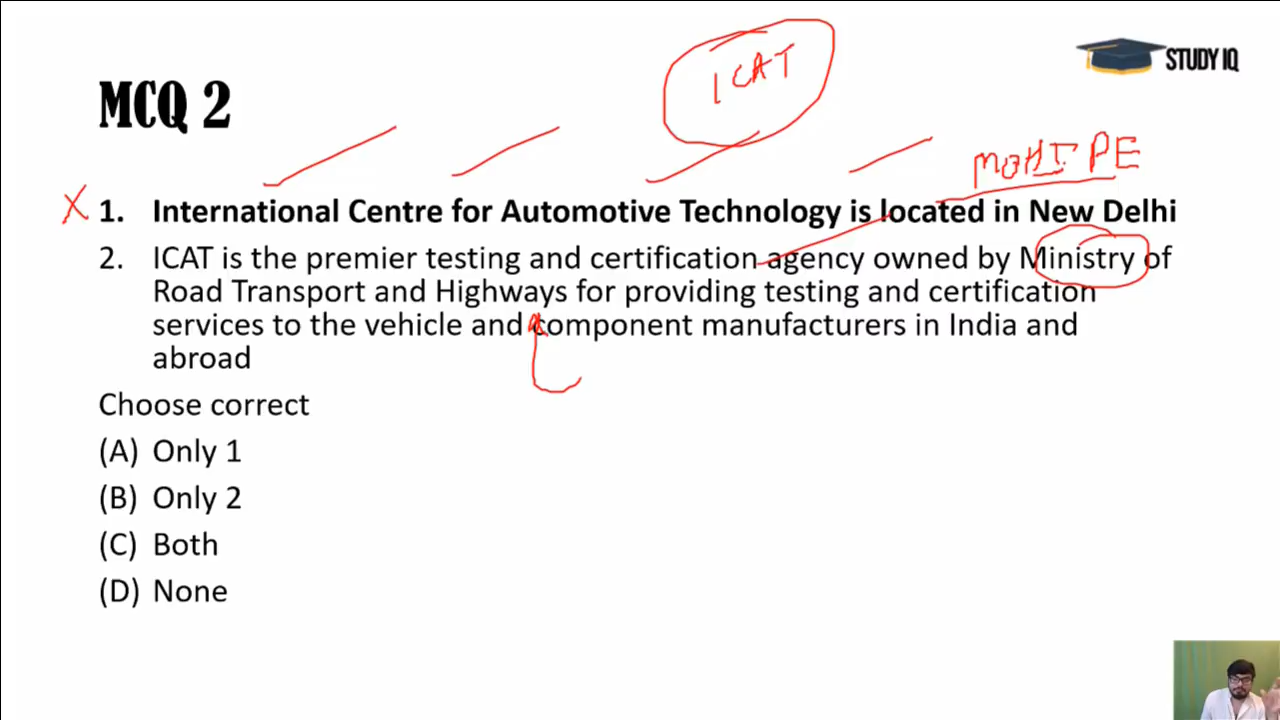 ICAT
STUDY IQ
MCQ 2
MOHIPE
X 1. International Centre for Automotive Technology is located in New Delhi
2. ICAT is the premier testing and certification agency owned by Ministry of
Road Transport and Highways for providing testing and certification
services to the vehicle and component manufacturers in India and
abroad
Choose correct
(A) Only 1
(B) Only 2
(C) Both
(D) None